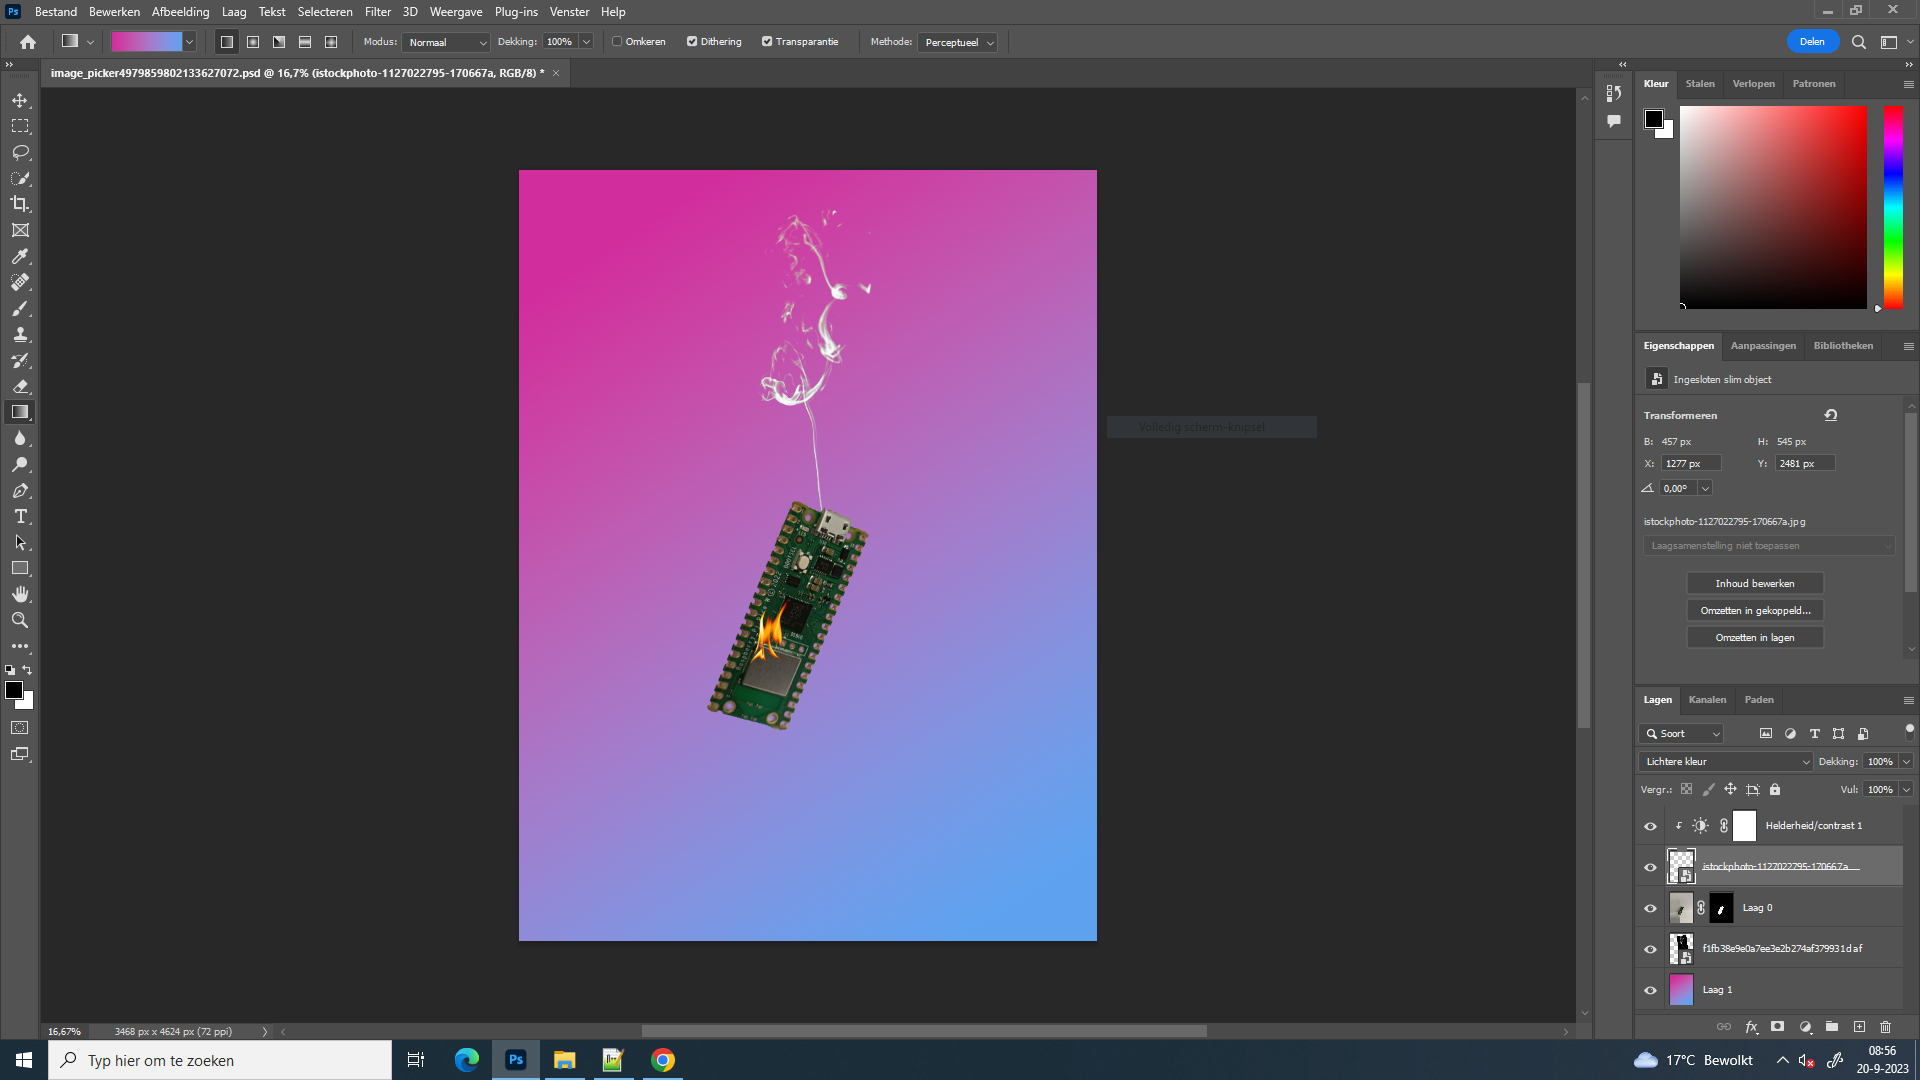 Ps Bestand Bewerken Afbeelding Laag Tekst Selecteren Filter 3D Weergave Plug-ins Venster Help
Modus: Normaal Dekking: 100% Omkeren Dithering Transparantie Methode: Perceptueel Delen
image_picker4979859802133627072.psd @ 16,7% (istockphoto-1127022795-170667a, RGB/8) *
Kleur Stalen Verlopen Patronen
Eigenschappen Aanpassingen Bibliotheken
Ingesloten slim object
Transformeren
B: 457 px H: 545 px
X: 1277 px Y: 2481 px
0,00°
istockphoto-1127022795-170667a.jpg
Laagsamenstelling niet toepassen
Inhoud bewerken
Omzetten in gekoppeld...
Omzetten in lagen
Volledig scherm-knipsel
Lagen Kanalen Paden
Soort
Lichtere kleur Dekking: 100%
Vergr.: Vul: 100%
Helderheid/contrast 1
istockphoto-1127022795-170667a
Laag 0
f1fb38e9e0a7ee3e2b274af379931daf
Laag 1
fx
16,67% 3468 px x 4624 px (72 ppi)
Typ hier om te zoeken
Ps
17°C Bewolkt
08:56
20-9-2023